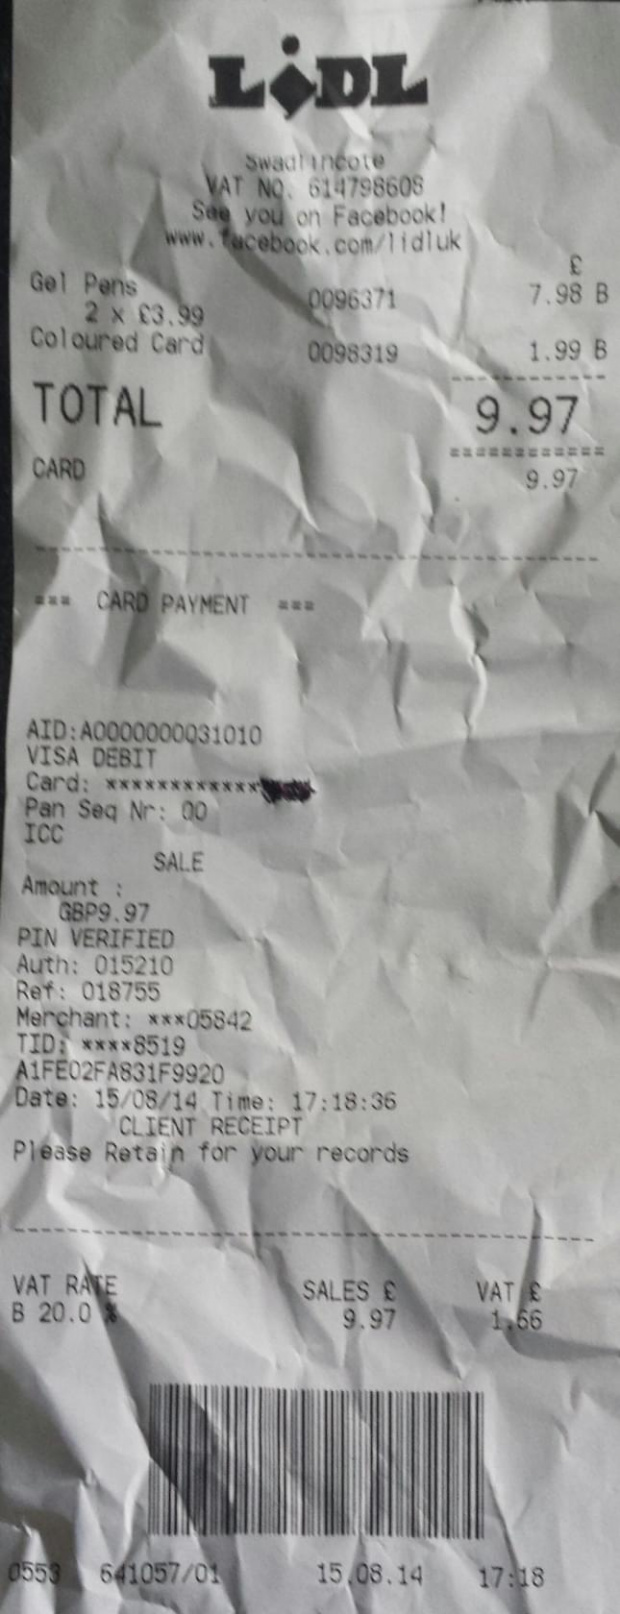 LiDL
Swadlincote
VAT NO. 614798608
See you on Facebook!
www.facebook.com/lidluk
£
Gel Pens 0096371 7.98 B
2 x £3.99
Coloured Card 0098319 1.99 B
-----------
TOTAL 9.97
===========
CARD 9.97
=== CARD PAYMENT ===
AID:A0000000031010
VISA DEBIT
Card: ************
Pan Seq Nr: 00
ICC
SALE
Amount :
GBP9.97
PIN VERIFIED
Auth: 015210
Ref: 018755
Merchant: ***05842
TID: ****8519
A1FE02FA831F9920
Date: 15/08/14 Time: 17:18:36
CLIENT RECEIPT
Please Retain for your records
VAT RATE SALES £ VAT £
B 20.0 % 9.97 1.66
0553 641057/01 15.08.14 17:18